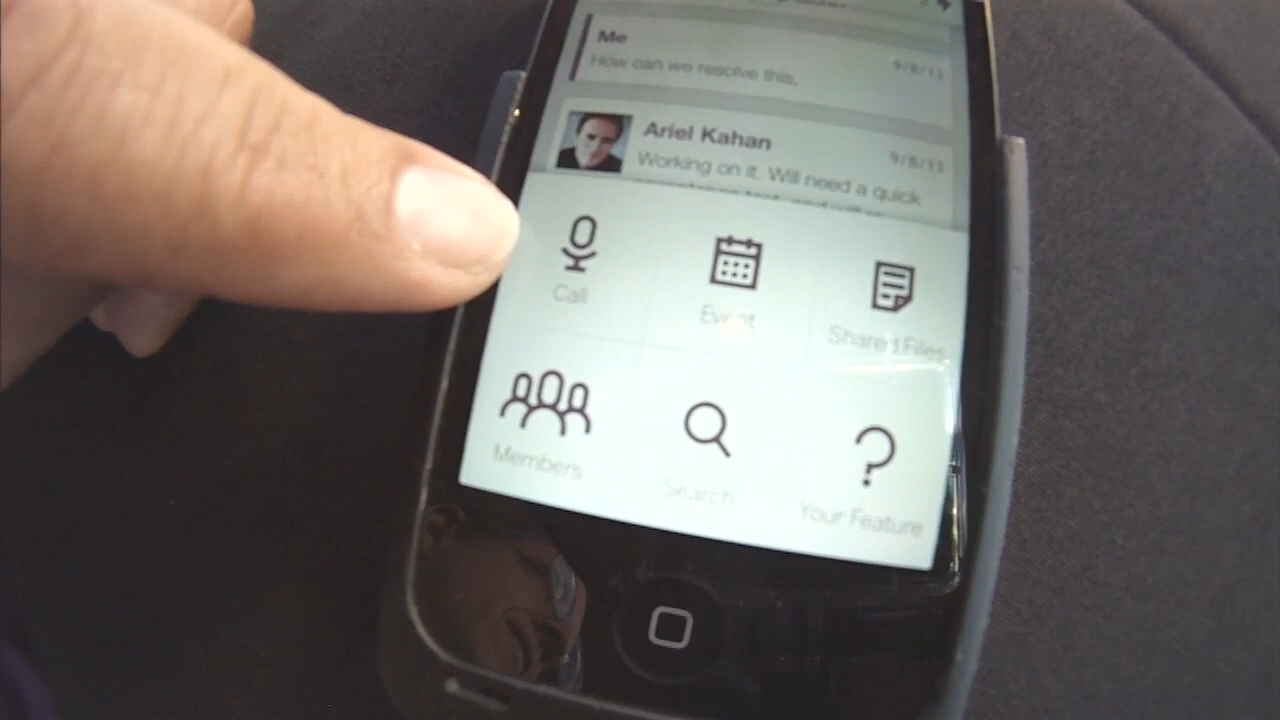 Me
9/8/13
How can we resolve this.
Ariel Kahan
9/8/13
Working on it. Will need a quick
Call
Event
Shared Files
Members
Search
Your Feature